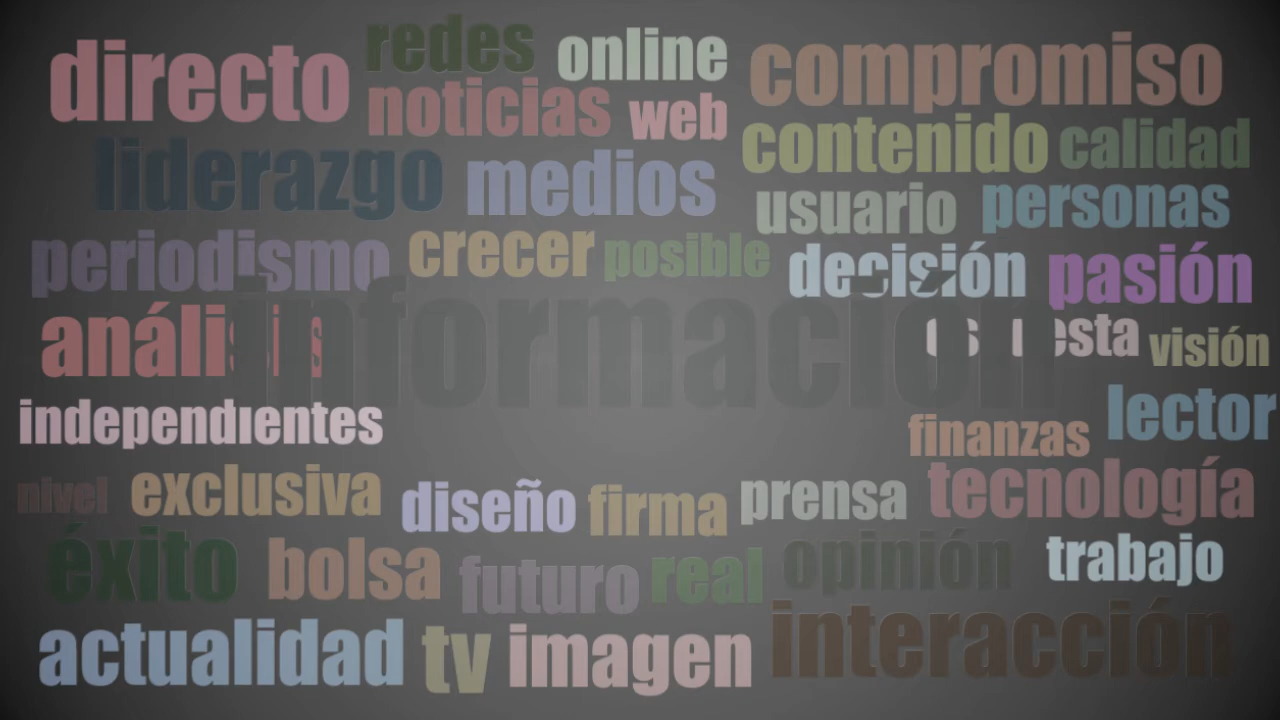 directo redes online compromiso
noticias web
liderazgo medios contenido calidad
usuario personas
periodismo crecer posible decisión pasión
análisis información visión
independientes finanzas lector
nivel exclusiva diseño firma prensa tecnología
éxito bolsa futuro real opinión trabajo
actualidad tv imagen interacción